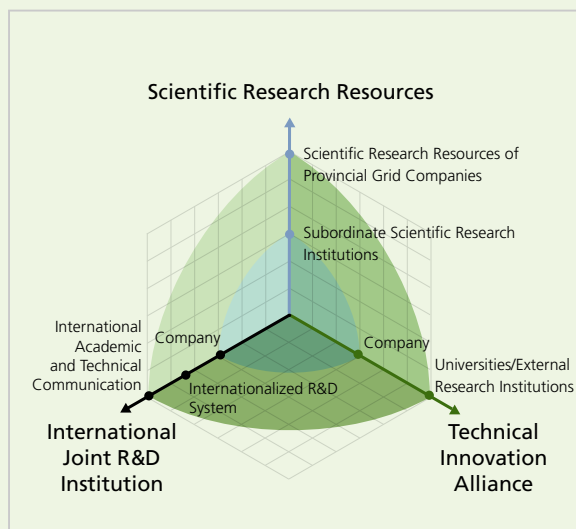 Scientific Research Resources
Scientific Research Resources of
Provincial Grid Companies
Subordinate Scientific Research
Institutions
International
Academic
and Technical
Communication
Company
Internationalized R&D
System
Company
Universities/External
Research Institutions
International
Joint R&D
Institution
Technical
Innovation
Alliance